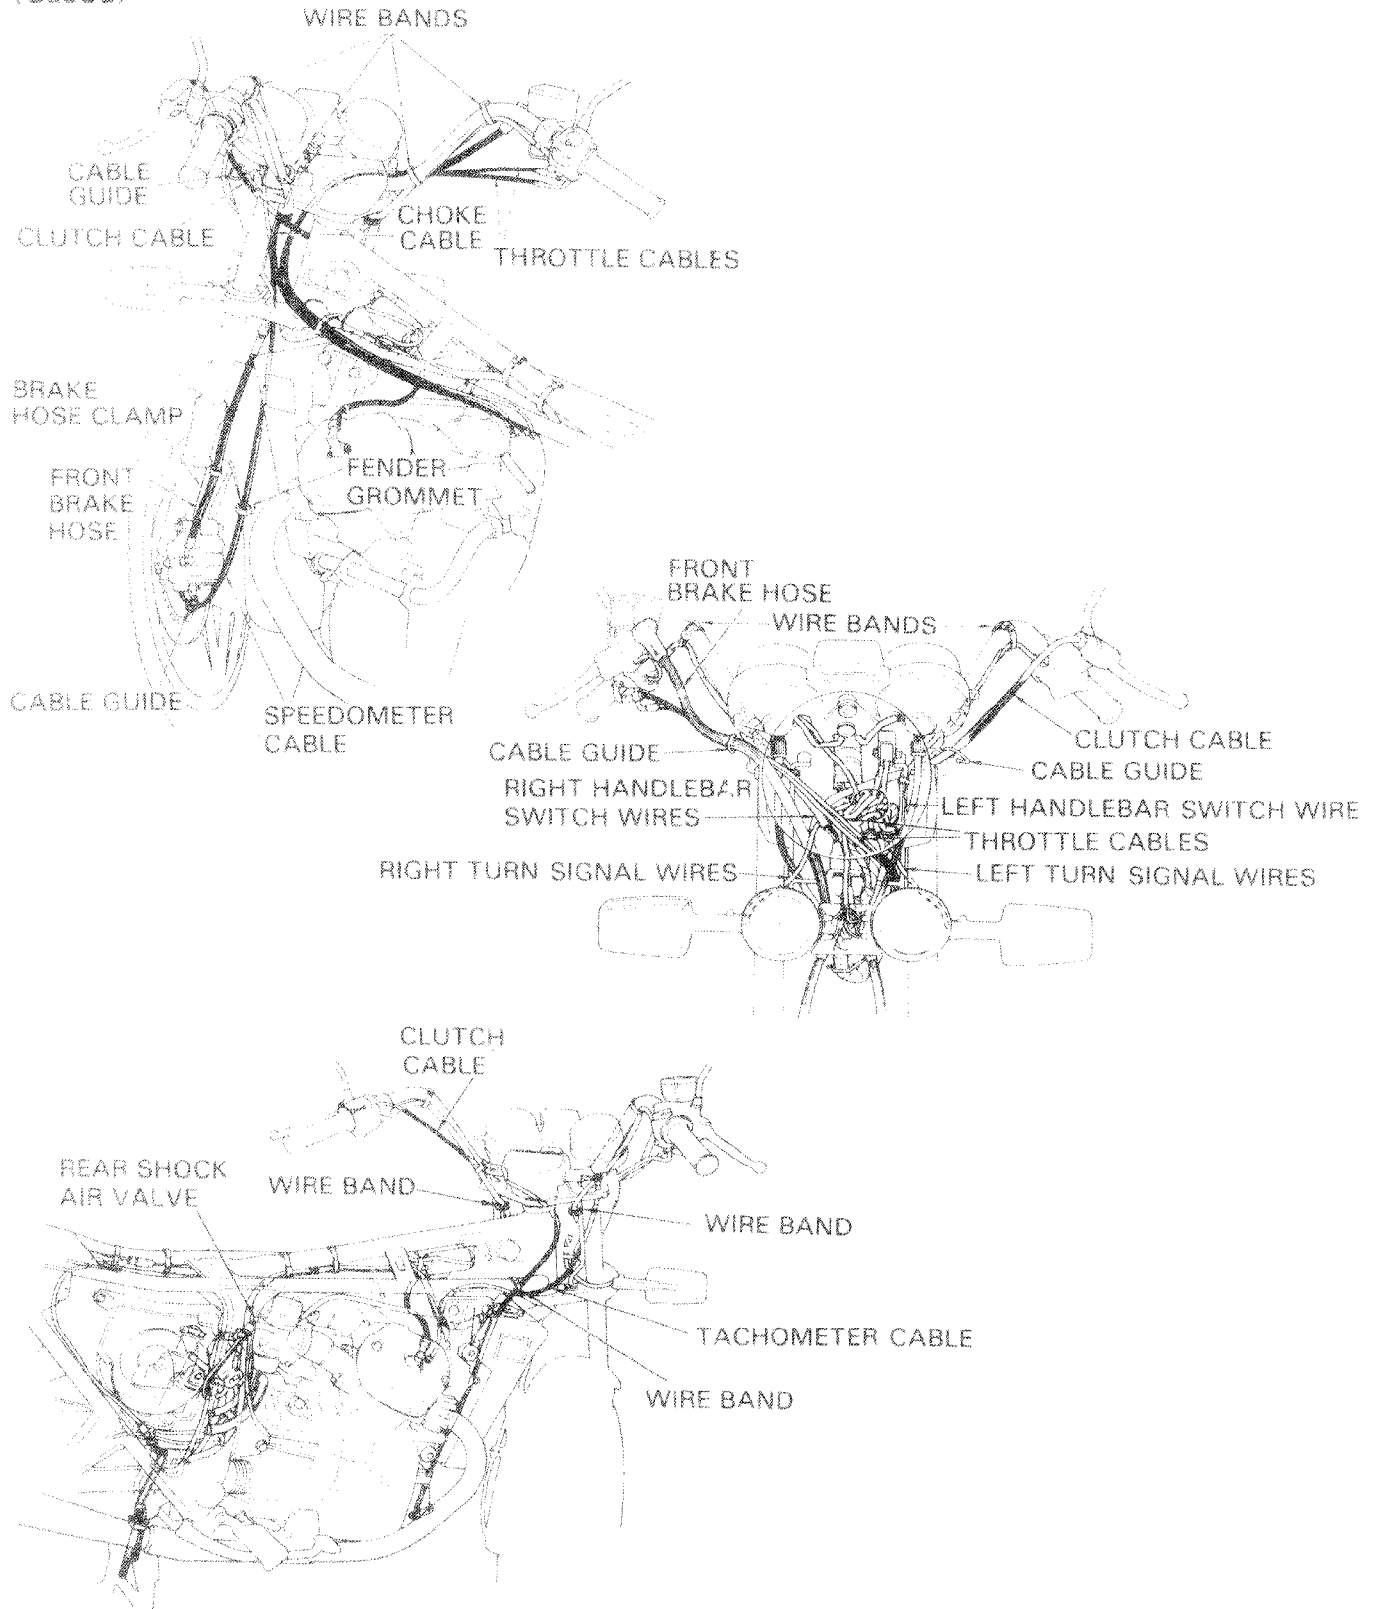 WIRE BANDS
CABLE
GUIDE
CLUTCH CABLE
CHOKE
CABLE
THROTTLE CABLES
BRAKE
HOSE CLAMP
FRONT
BRAKE
HOSE
FENDER
GROMMET
CABLE GUIDE
SPEEDOMETER
CABLE
FRONT
BRAKE HOSE
WIRE BANDS
CABLE GUIDE
RIGHT HANDLEBAR
SWITCH WIRES
RIGHT TURN SIGNAL WIRES
CLUTCH CABLE
CABLE GUIDE
LEFT HANDLEBAR SWITCH WIRE
THROTTLE CABLES
LEFT TURN SIGNAL WIRES
CLUTCH
CABLE
REAR SHOCK
AIR VALVE
WIRE BAND
WIRE BAND
TACHOMETER CABLE
WIRE BAND